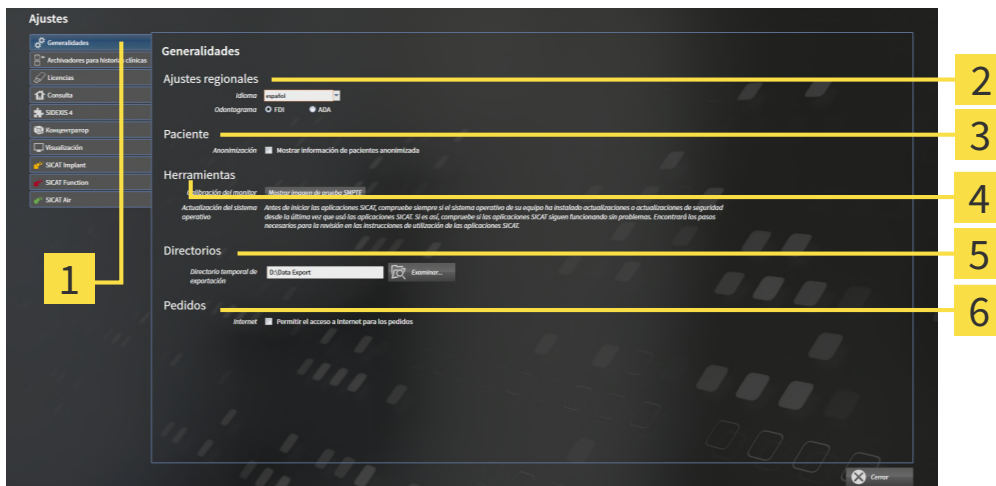 Ajustes
Generalidades
Archivadores para historias clínicas
Licencias
Consulta
SIDEXIS 4
Концентратор
Visualización
SICAT Implant
SICAT Function
SICAT Air
1
Generalidades
Ajustes regionales
2
Idioma español
Odontograma FDI ADA
Paciente
3
Anonimización Mostrar información de pacientes anonimizada
Herramientas
4
Calibración del monitor Mostrar imagen de prueba SMPTE
Actualización del sistema operativo
Antes de iniciar las aplicaciones SICAT, compruebe siempre si el sistema operativo de su equipo ha instalado actualizaciones o actualizaciones de seguridad
desde la última vez que usó las aplicaciones SICAT. Si es así, compruebe si las aplicaciones SICAT siguen funcionando sin problemas. Encontrará los pasos
necesarios para la revisión en las instrucciones de utilización de las aplicaciones SICAT.
Directorios
5
Directorio temporal de exportación
D:\Data Export
Examinar...
Pedidos
6
Internet Permitir el acceso a Internet para los pedidos
Cerrar